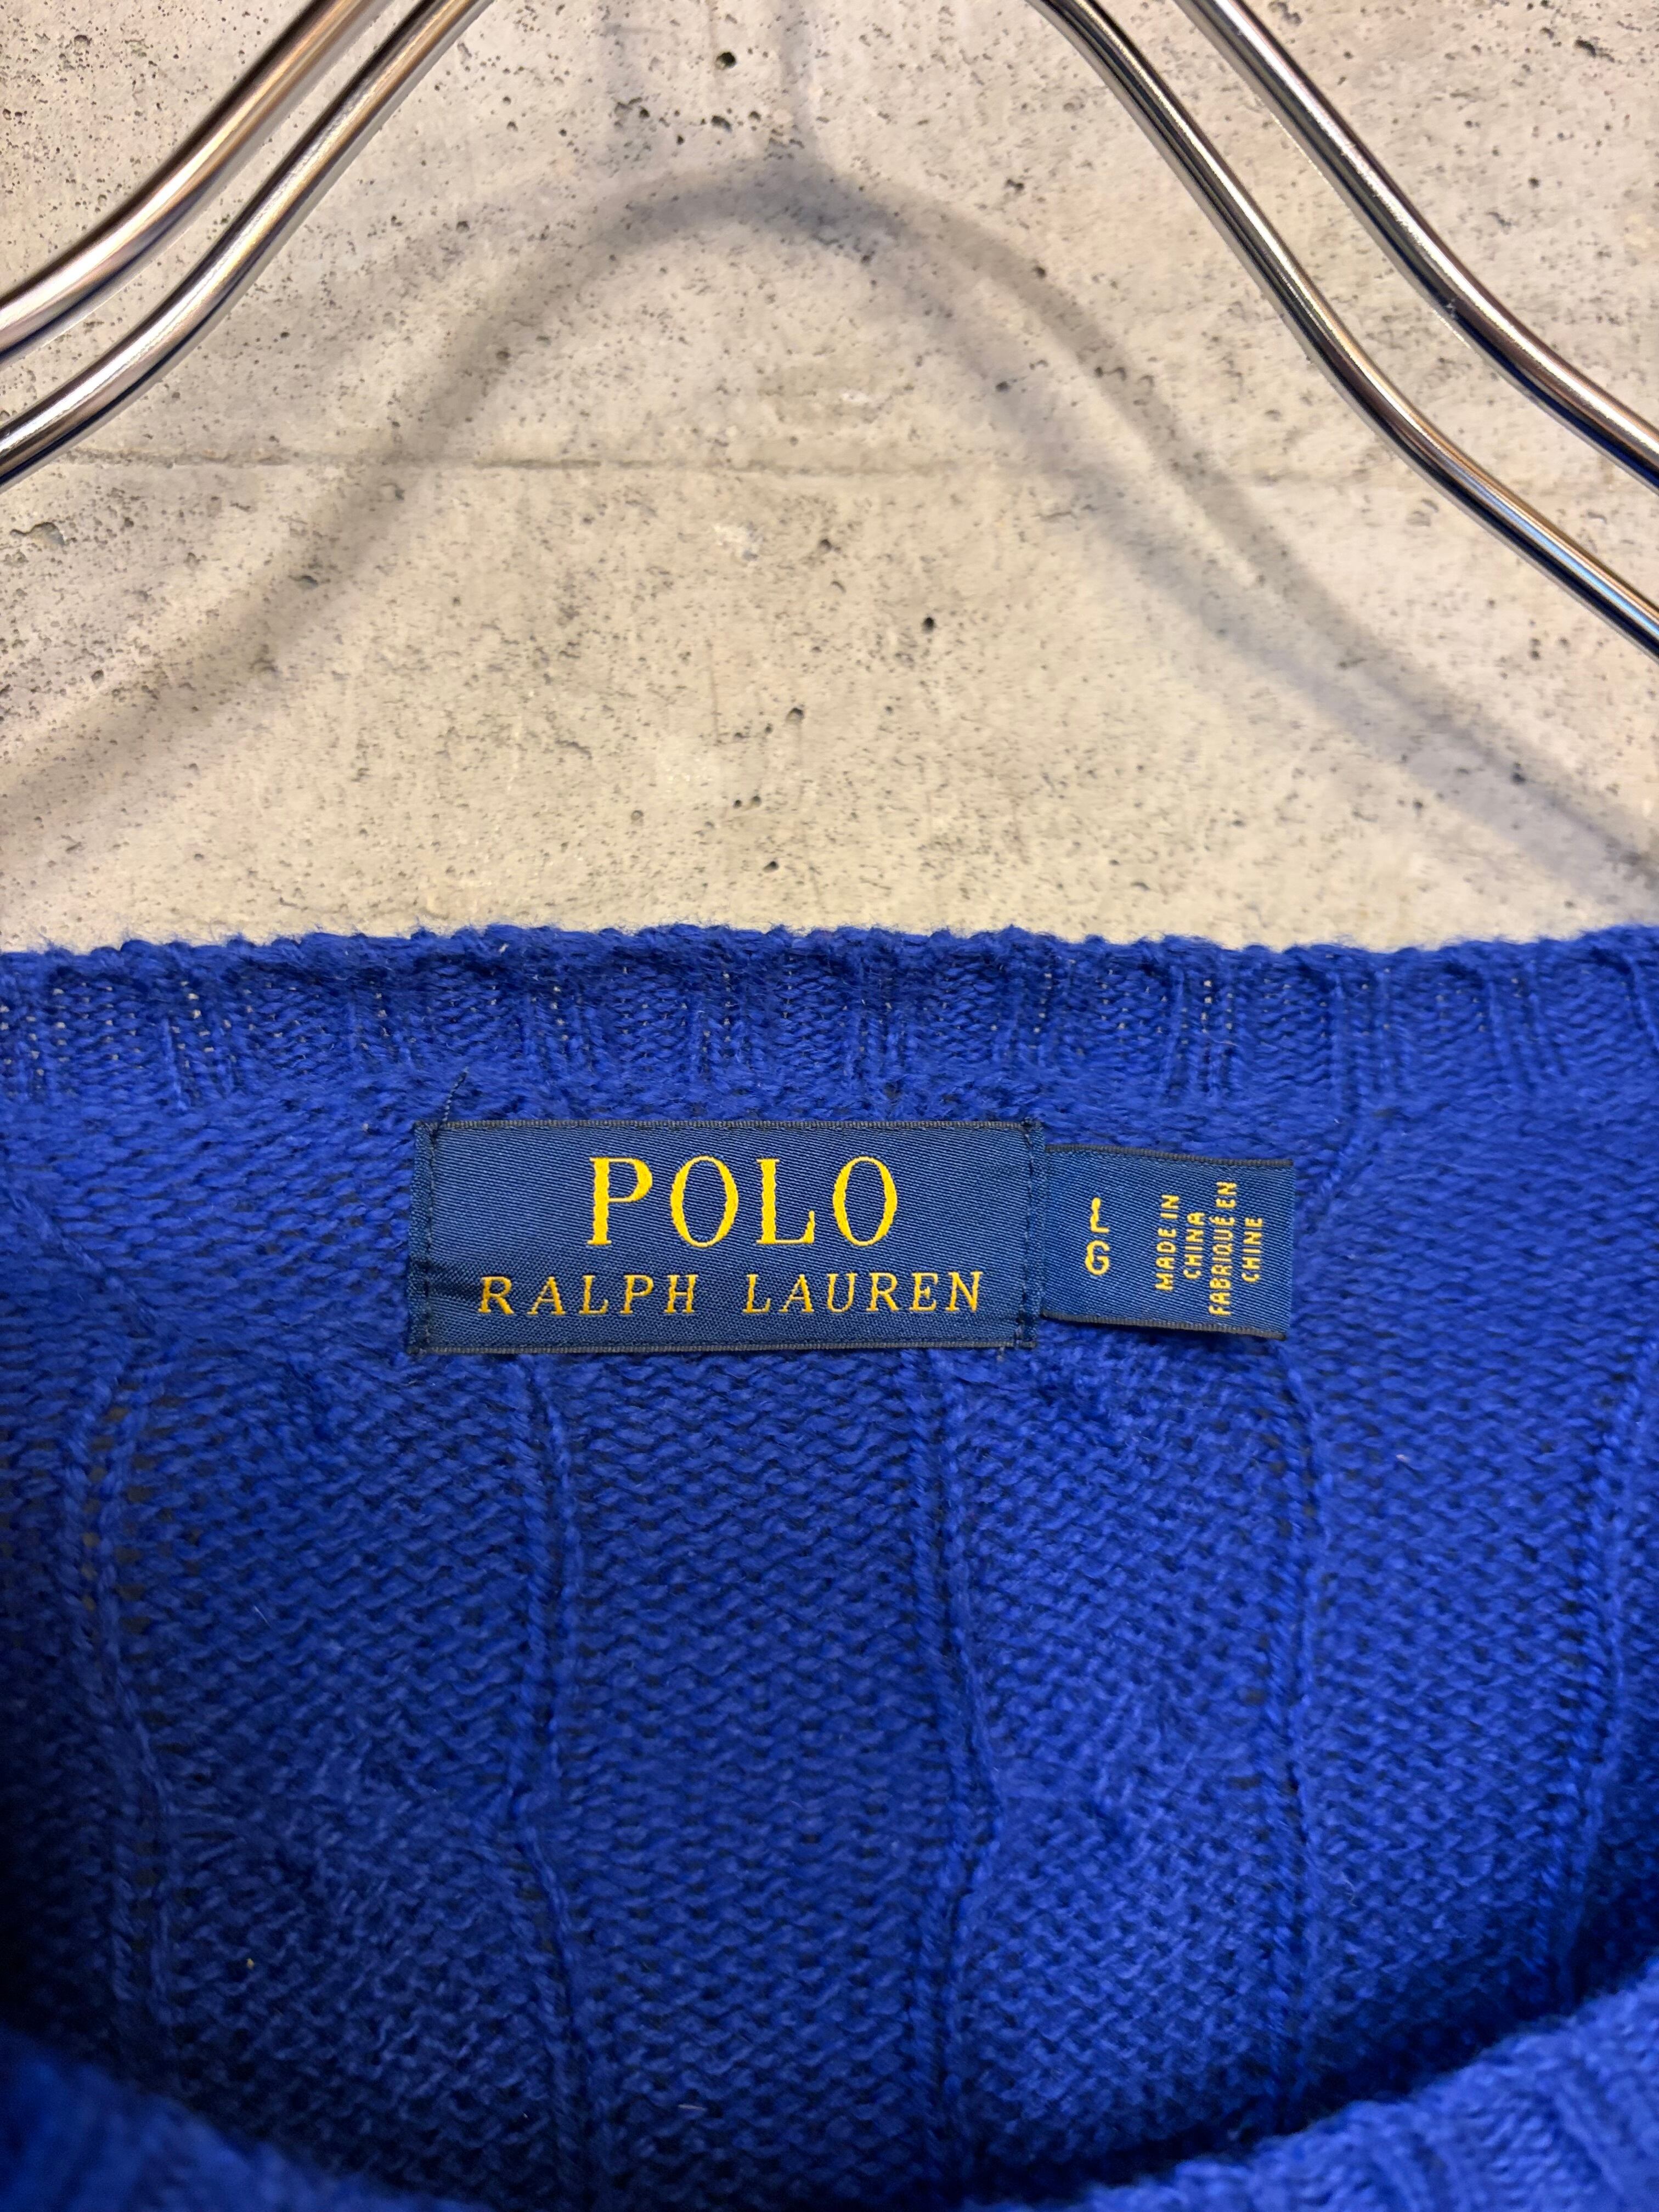 POLO
RALPH LAUREN
L
G
MADE IN
CHINA
FABRIQUÉ EN
CHINE